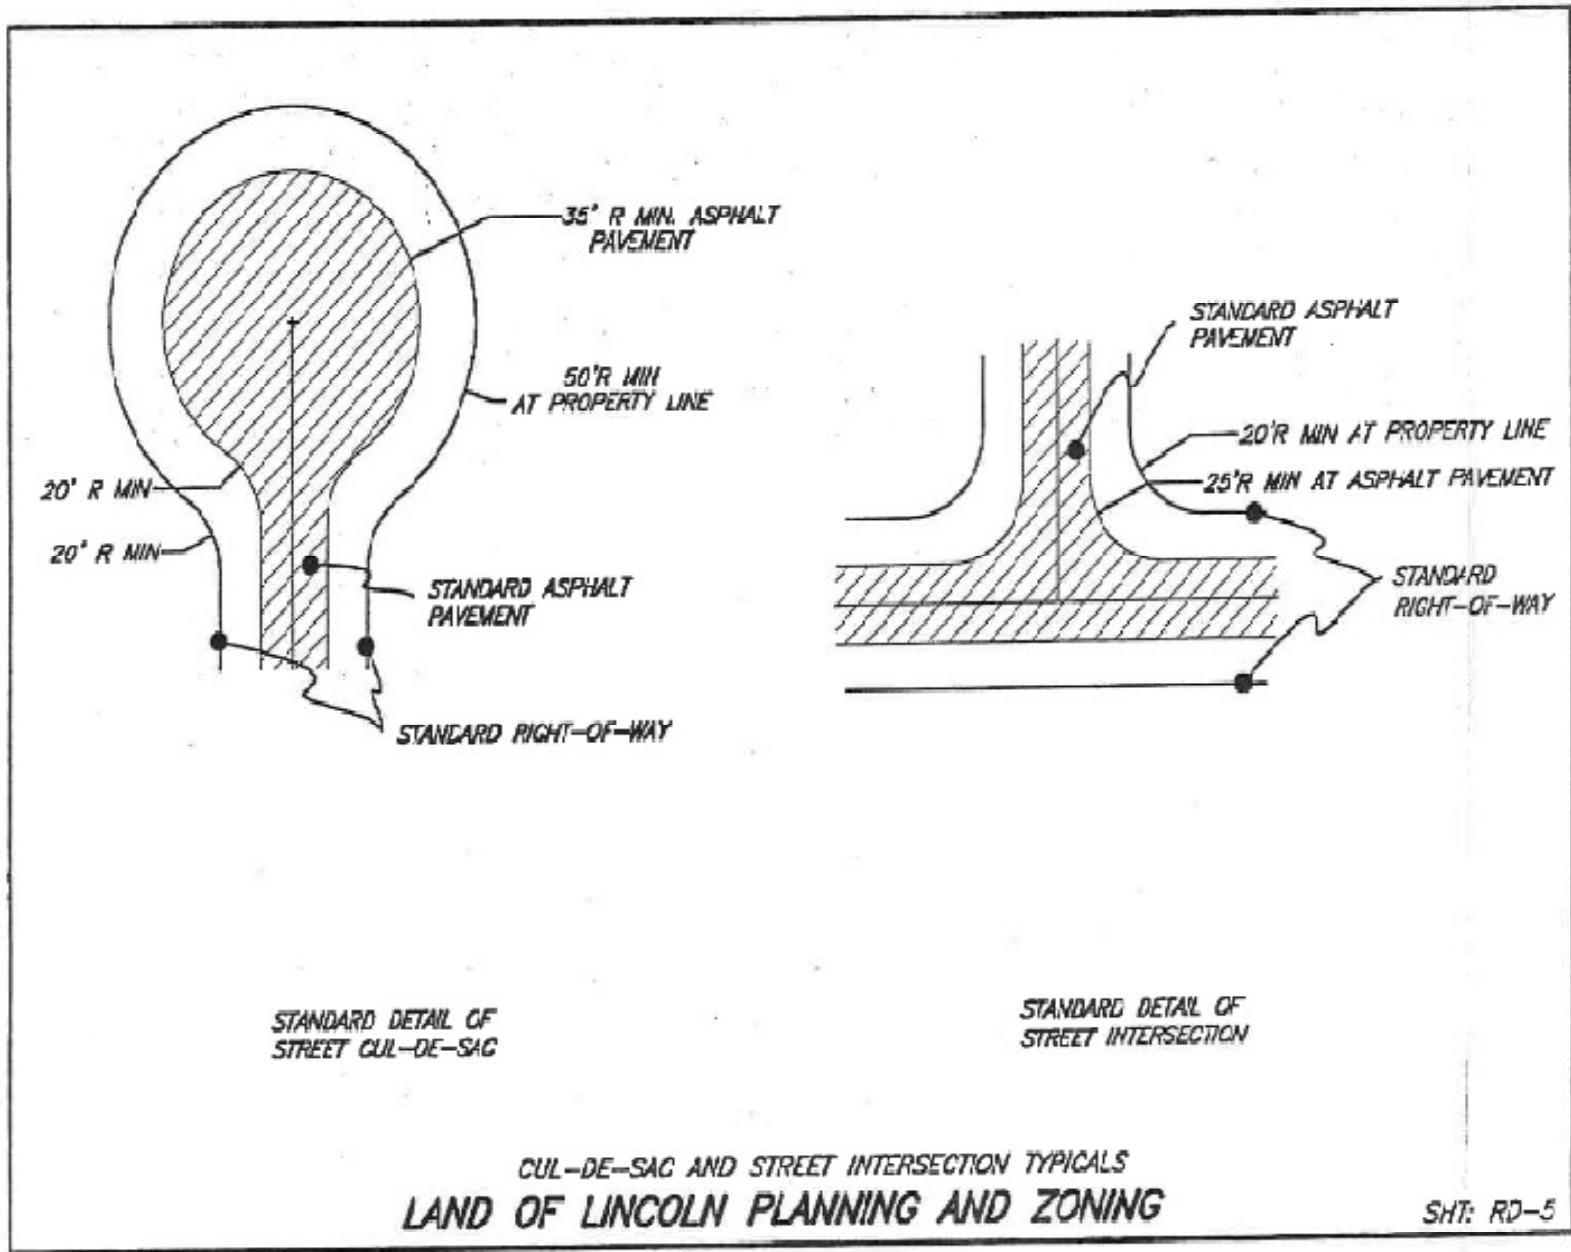 35' R MIN. ASPHALT
PAVEMENT
50'R MIN
AT PROPERTY LINE
20' R MIN
20' R MIN
STANDARD ASPHALT
PAVEMENT
STANDARD RIGHT-OF-WAY
STANDARD ASPHALT
PAVEMENT
20'R MIN AT PROPERTY LINE
25'R MIN AT ASPHALT PAVEMENT
STANDARD
RIGHT-OF-WAY
STANDARD DETAIL OF
STREET CUL-DE-SAC
STANDARD DETAIL OF
STREET INTERSECTION
CUL-DE-SAC AND STREET INTERSECTION TYPICALS
LAND OF LINCOLN PLANNING AND ZONING
SHT: RD-5